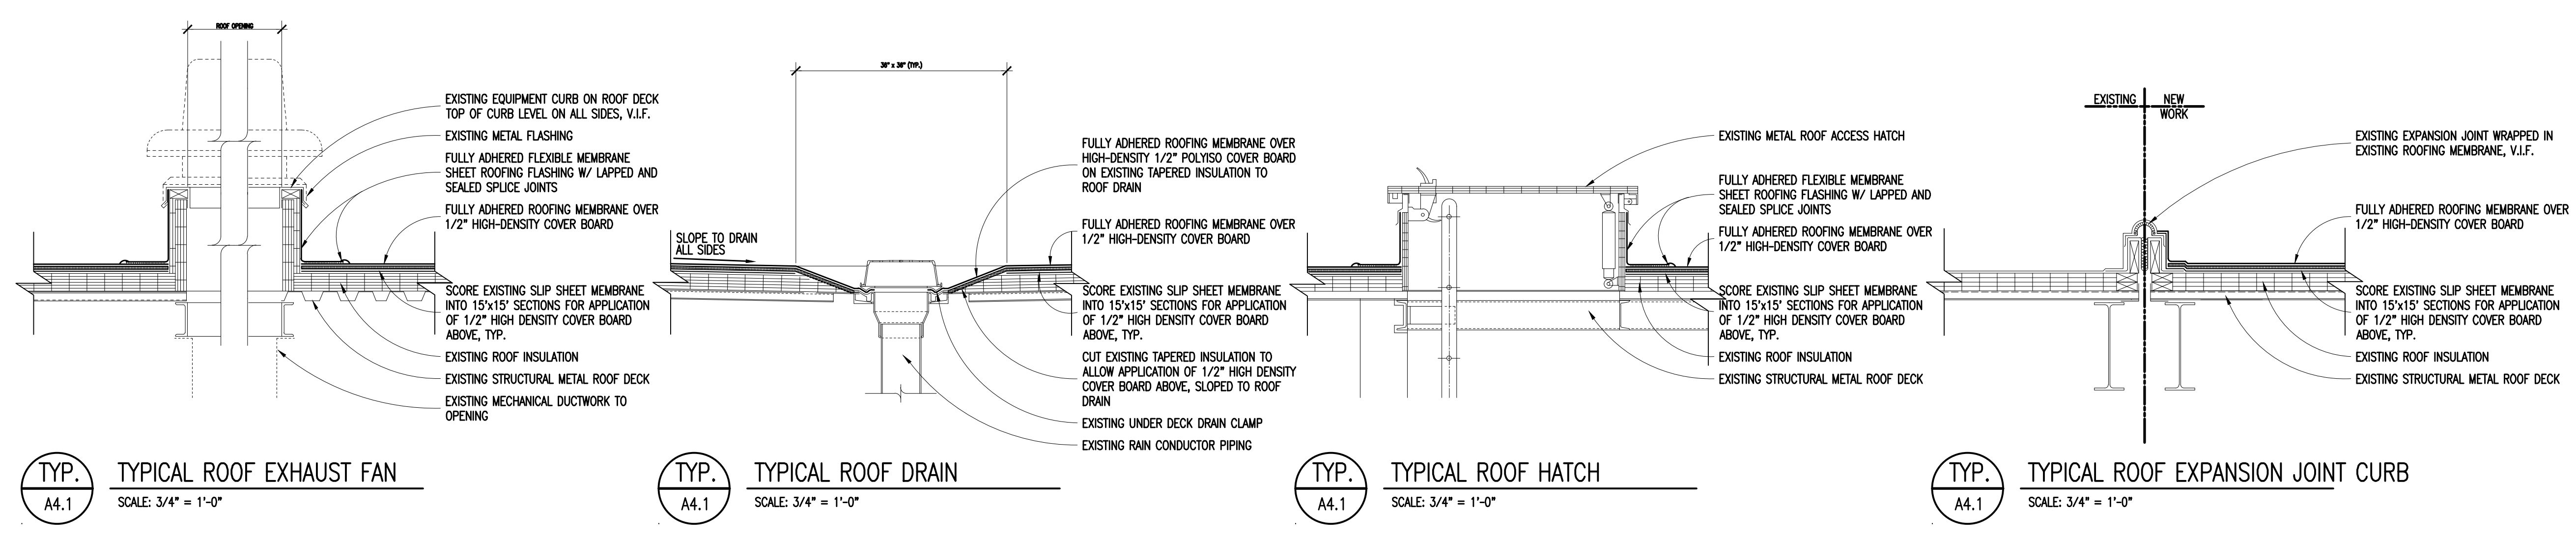 ROOF OPENING
EXISTING EQUIPMENT CURB ON ROOF DECK
TOP OF CURB LEVEL ON ALL SIDES, V.I.F.
EXISTING METAL FLASHING
FULLY ADHERED FLEXIBLE MEMBRANE
SHEET ROOFING FLASHING W/ LAPPED AND
SEALED SPLICE JOINTS
FULLY ADHERED ROOFING MEMBRANE OVER
1/2" HIGH-DENSITY COVER BOARD
SCORE EXISTING SLIP SHEET MEMBRANE
INTO 15'x15' SECTIONS FOR APPLICATION
OF 1/2" HIGH DENSITY COVER BOARD
ABOVE, TYP.
EXISTING ROOF INSULATION
EXISTING STRUCTURAL METAL ROOF DECK
EXISTING MECHANICAL DUCTWORK TO
OPENING
TYP.
A4.1
TYPICAL ROOF EXHAUST FAN
SCALE: 3/4" = 1'-0"
36" x 36" (TYP.)
SLOPE TO DRAIN
ALL SIDES
FULLY ADHERED ROOFING MEMBRANE OVER
HIGH-DENSITY 1/2" POLYISO COVER BOARD
ON EXISTING TAPERED INSULATION TO
ROOF DRAIN
FULLY ADHERED ROOFING MEMBRANE OVER
1/2" HIGH-DENSITY COVER BOARD
SCORE EXISTING SLIP SHEET MEMBRANE
INTO 15'x15' SECTIONS FOR APPLICATION
OF 1/2" HIGH DENSITY COVER BOARD
ABOVE, TYP.
CUT EXISTING TAPERED INSULATION TO
ALLOW APPLICATION OF 1/2" HIGH DENSITY
COVER BOARD ABOVE, SLOPED TO ROOF
DRAIN
EXISTING UNDER DECK DRAIN CLAMP
EXISTING RAIN CONDUCTOR PIPING
TYP.
A4.1
TYPICAL ROOF DRAIN
SCALE: 3/4" = 1'-0"
EXISTING METAL ROOF ACCESS HATCH
FULLY ADHERED FLEXIBLE MEMBRANE
SHEET ROOFING FLASHING W/ LAPPED AND
SEALED SPLICE JOINTS
FULLY ADHERED ROOFING MEMBRANE OVER
1/2" HIGH-DENSITY COVER BOARD
SCORE EXISTING SLIP SHEET MEMBRANE
INTO 15'x15' SECTIONS FOR APPLICATION
OF 1/2" HIGH DENSITY COVER BOARD
ABOVE, TYP.
EXISTING ROOF INSULATION
EXISTING STRUCTURAL METAL ROOF DECK
TYP.
A4.1
TYPICAL ROOF HATCH
SCALE: 3/4" = 1'-0"
EXISTING
NEW
WORK
EXISTING EXPANSION JOINT WRAPPED IN
EXISTING ROOFING MEMBRANE, V.I.F.
FULLY ADHERED ROOFING MEMBRANE OVER
1/2" HIGH-DENSITY COVER BOARD
SCORE EXISTING SLIP SHEET MEMBRANE
INTO 15'x15' SECTIONS FOR APPLICATION
OF 1/2" HIGH DENSITY COVER BOARD
ABOVE, TYP.
EXISTING ROOF INSULATION
EXISTING STRUCTURAL METAL ROOF DECK
TYP.
A4.1
TYPICAL ROOF EXPANSION JOINT CURB
SCALE: 3/4" = 1'-0"